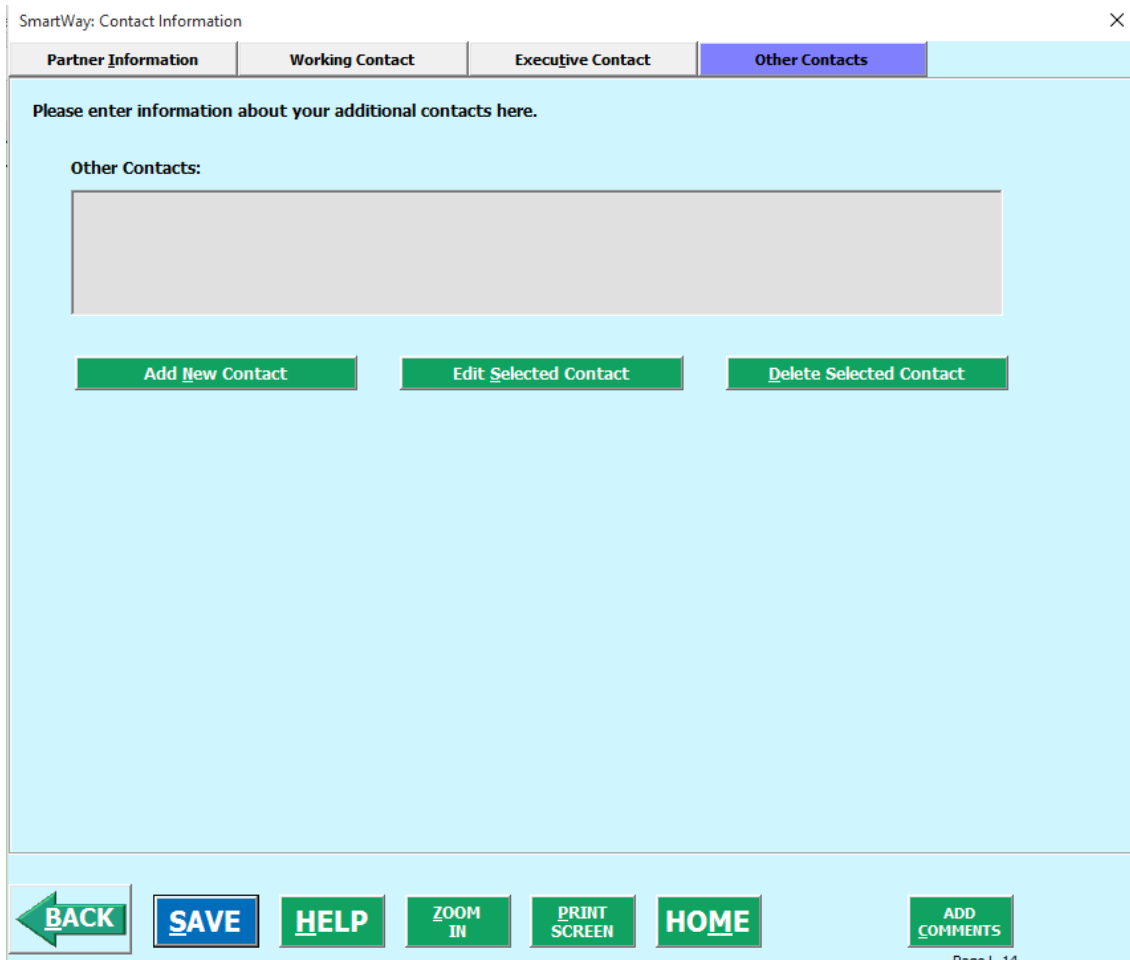 SmartWay: Contact Information
Partner Information
Working Contact
Executive Contact
Other Contacts
Please enter information about your additional contacts here.
Other Contacts:
Add New Contact
Edit Selected Contact
Delete Selected Contact
BACK
SAVE
HELP
ZOOM
IN
PRINT
SCREEN
HOME
ADD
COMMENTS